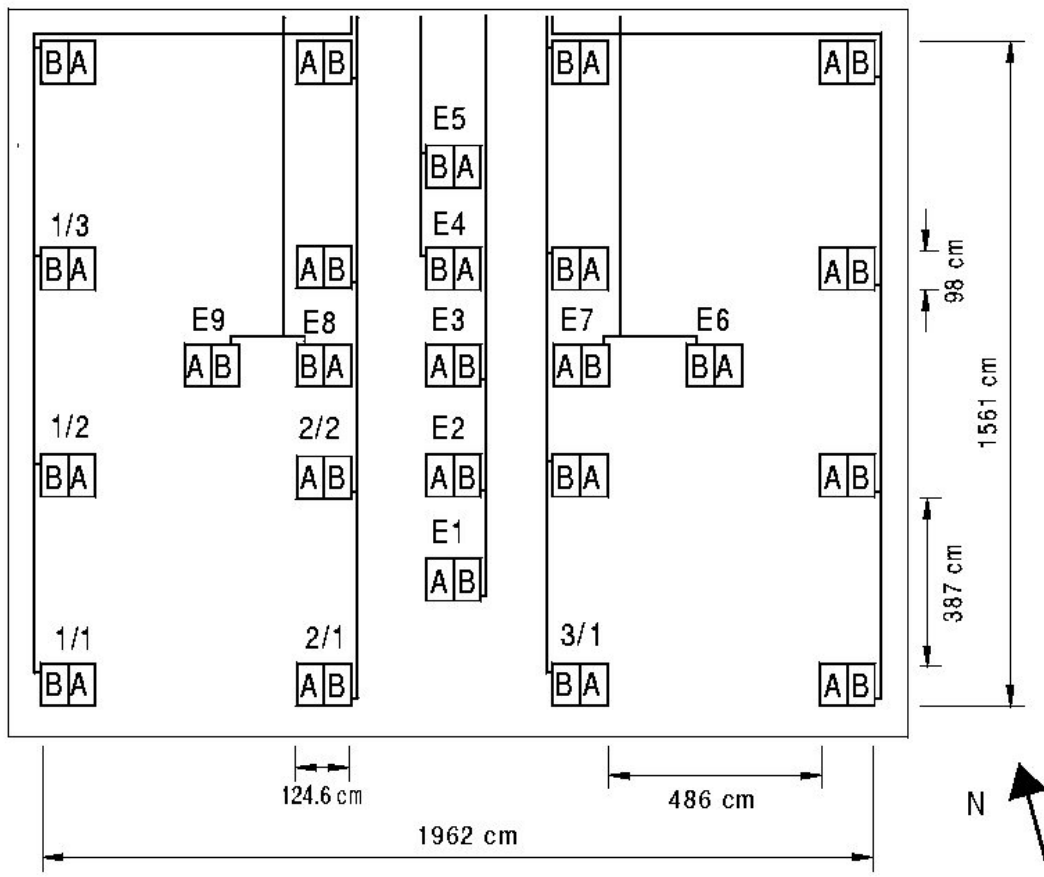 B A A B B A A B
E5
B A
1/3 E4
B A A B B A B A A B
98 cm
E9 E8 E3 E7 E6
A B B A A B A B B A
1561 cm
1/2 2/2 E2
B A A B A B B A A B
E1
A B
387 cm
1/1 2/1 3/1
B A A B B A A B
124.6 cm
486 cm
N
1962 cm